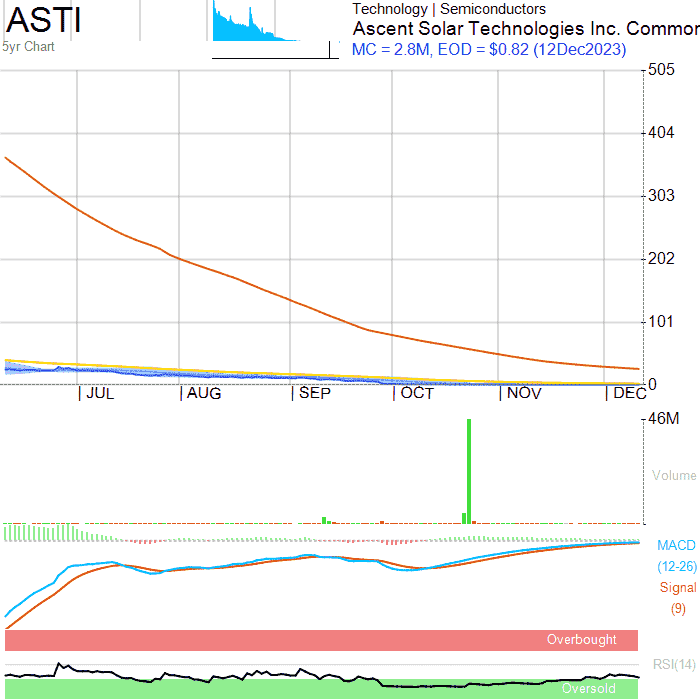 ASTI
5yr Chart
Technology | Semiconductors
Ascent Solar Technologies Inc. Common
MC = 2.8M, EOD = $0.82 (12Dec2023)
505
404
303
202
101
0
JUL
AUG
SEP
OCT
NOV
DEC
46M
Volume
MACD
(12-26)
Signal
(9)
Overbought
RSI(14)
Oversold